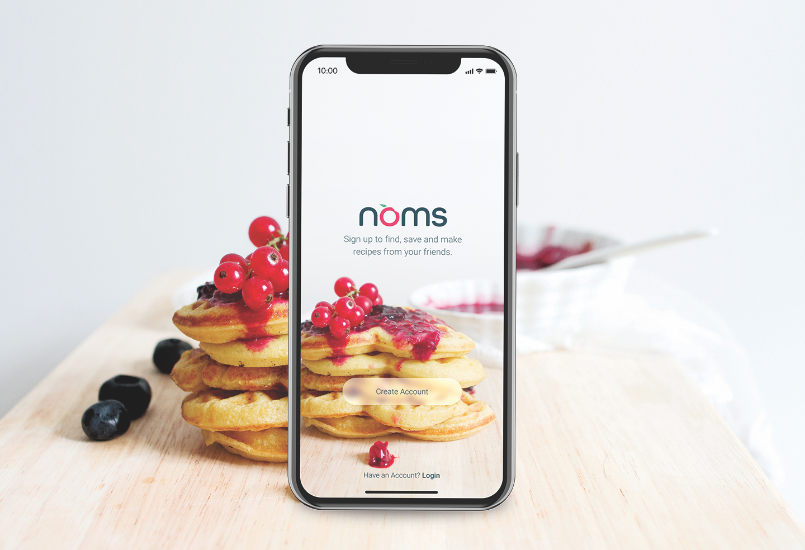 10:00
noms
Sign up to find, save and make
recipes from your friends.
Create Account
Have an Account? Login